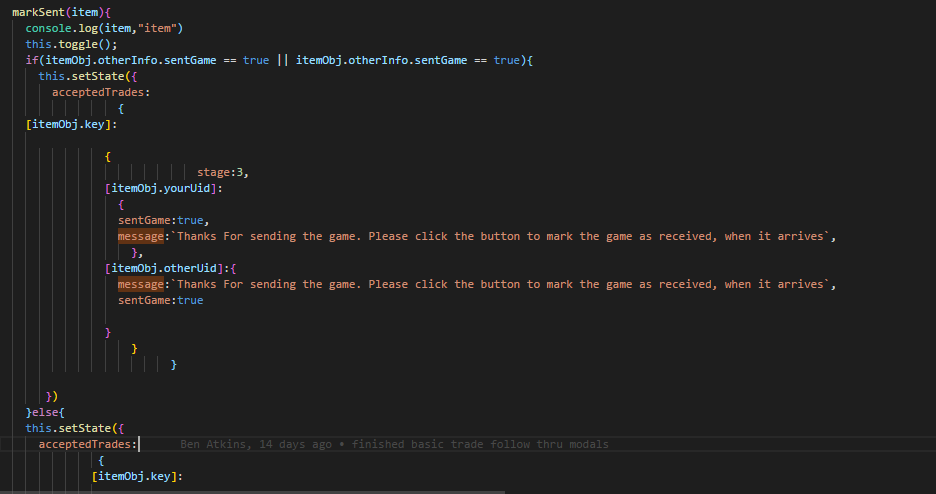 markSent(item){
console.log(item,"item")
this.toggle();
if(itemObj.otherInfo.sentGame == true || itemObj.otherInfo.sentGame == true){
this.setState({
acceptedTrades:
{
[itemObj.key]:
{
stage:3,
[itemObj.yourUid]:
{
sentGame:true,
message:`Thanks For sending the game. Please click the button to mark the game as received, when it arrives`,
},
[itemObj.otherUid]:{
message:`Thanks For sending the game. Please click the button to mark the game as received, when it arrives`,
sentGame:true
}
}
}
})
}else{
this.setState({
acceptedTrades: Ben Atkins, 14 days ago • finished basic trade follow thru modals
{
[itemObj.key]: